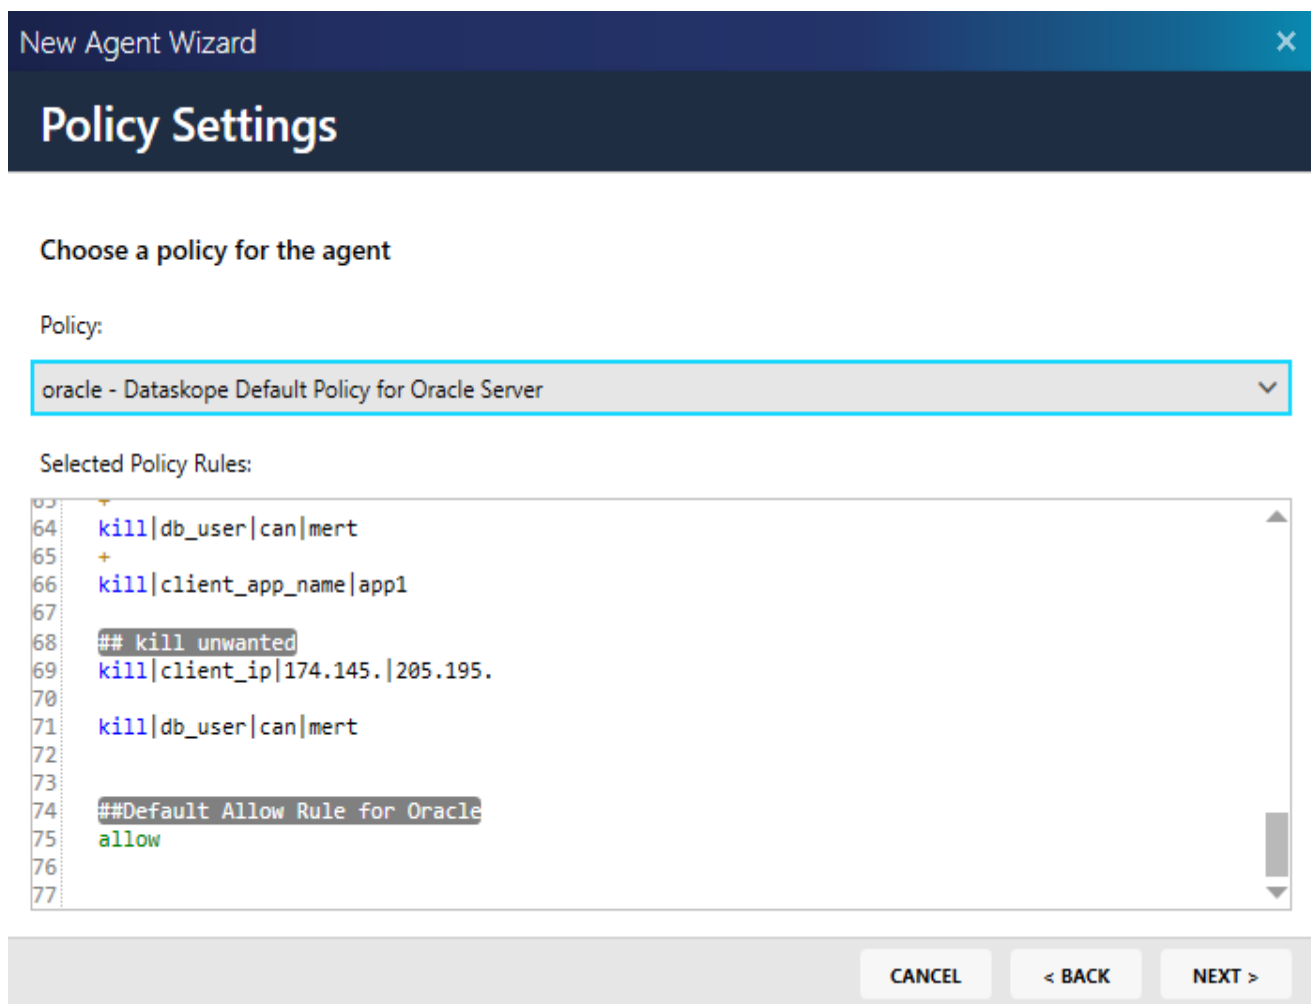 New Agent Wizard
Policy Settings
Choose a policy for the agent
Policy:
oracle - Dataskope Default Policy for Oracle Server
Selected Policy Rules:
63 +
64 kill|db_user|can|mert
65 +
66 kill|client_app_name|app1
67
68 ## kill unwanted
69 kill|client_ip|174.145.|205.195.
70
71 kill|db_user|can|mert
72
73
74 ##Default Allow Rule for Oracle
75 allow
76
77
CANCEL < BACK NEXT >